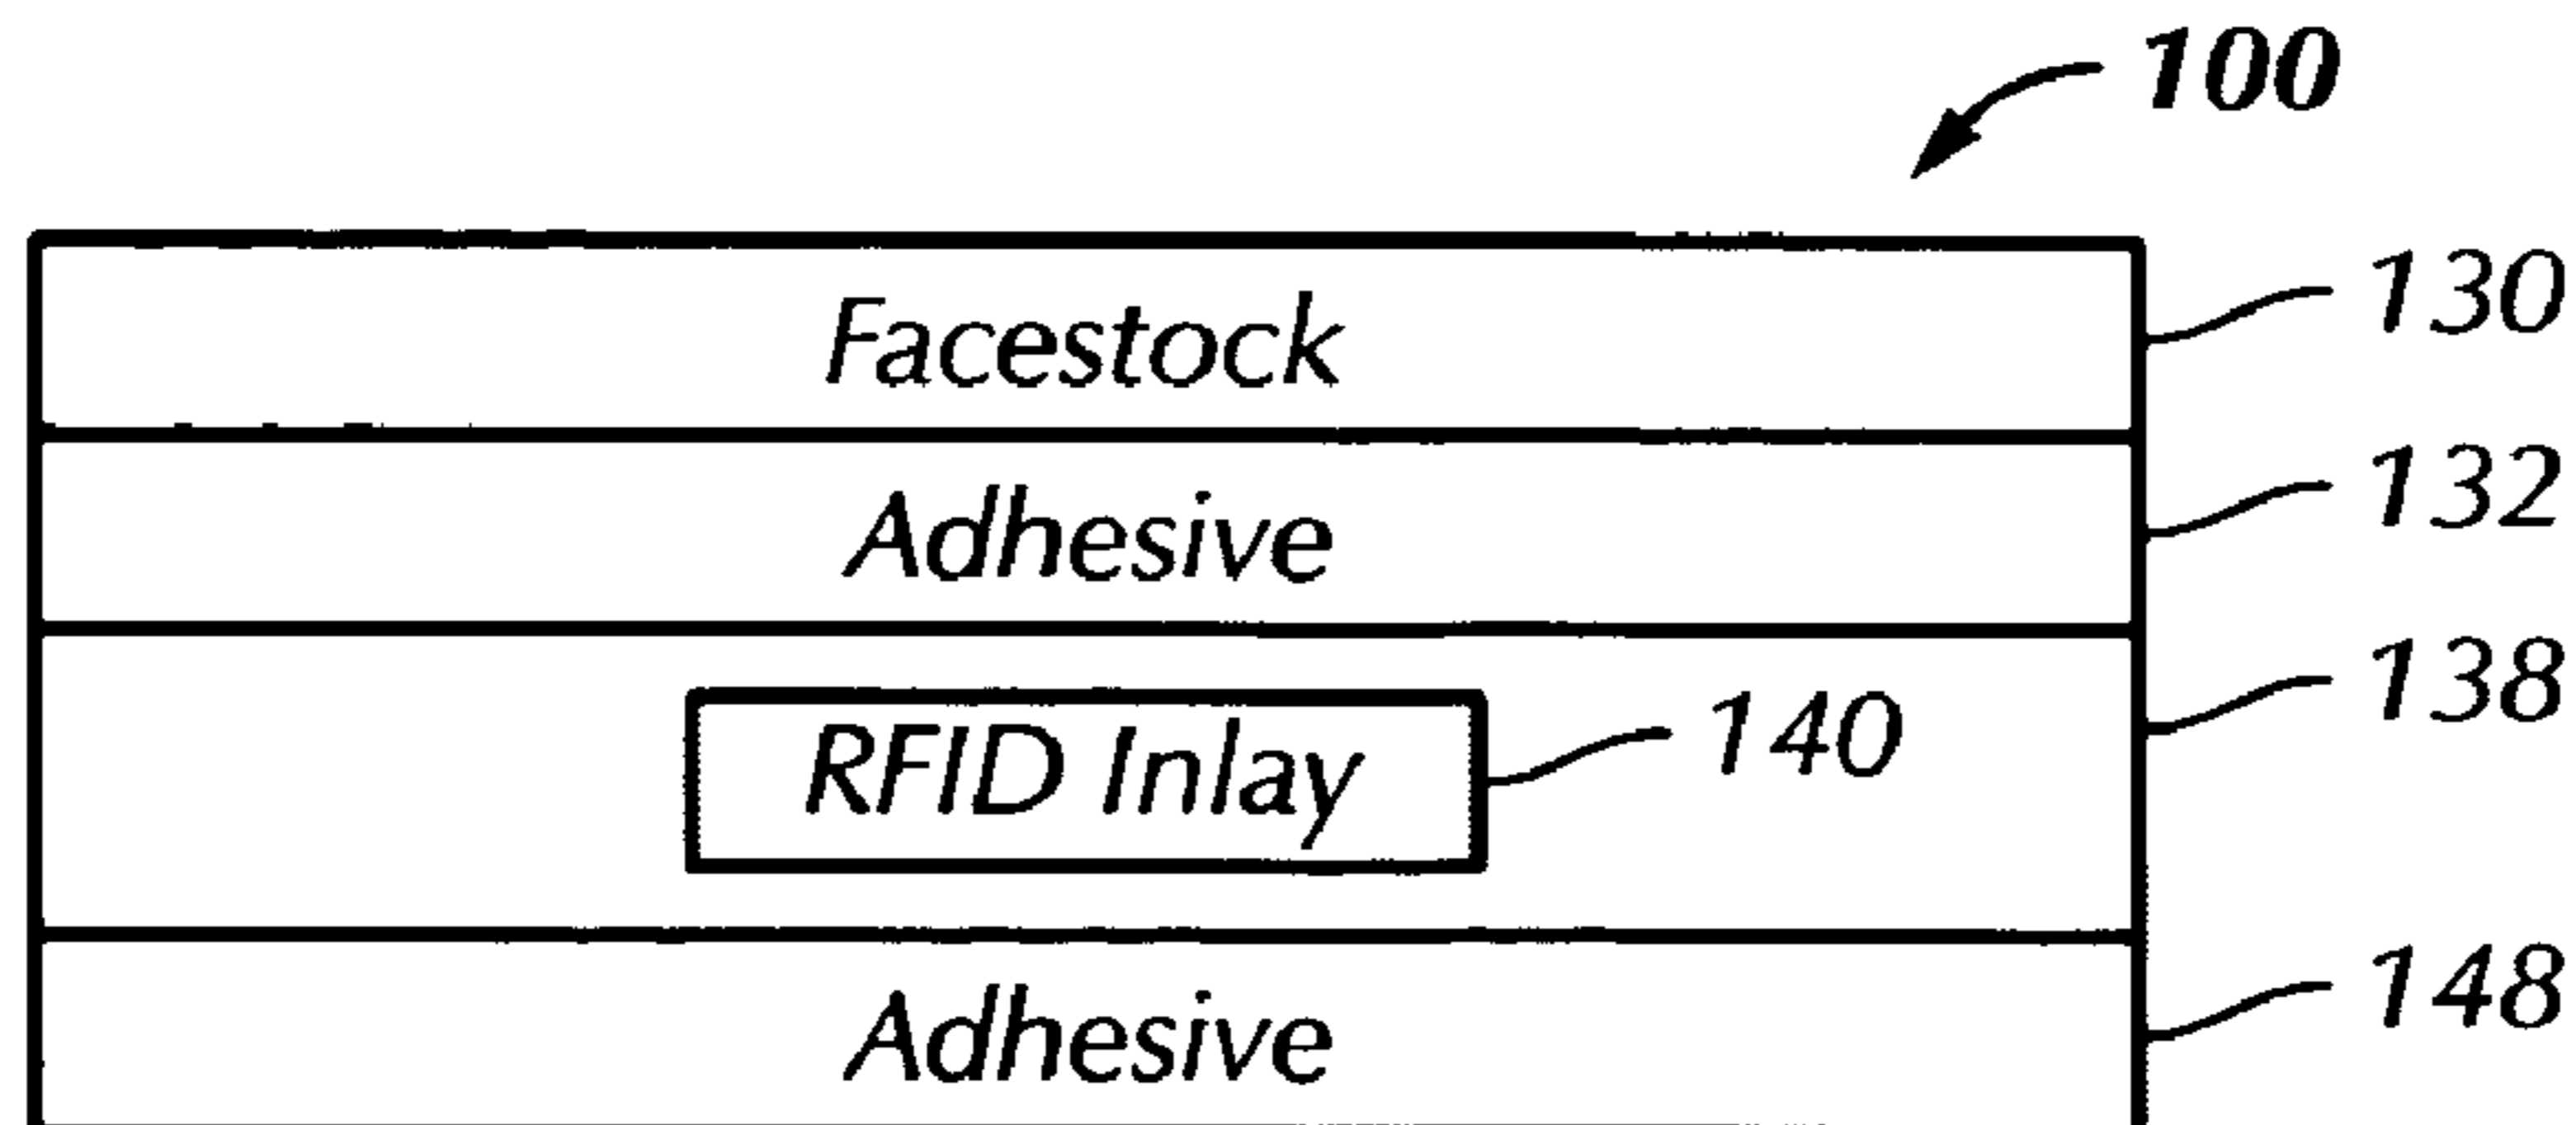 100
Facestock 130
Adhesive 132
138
RFID Inlay 140
Adhesive 148